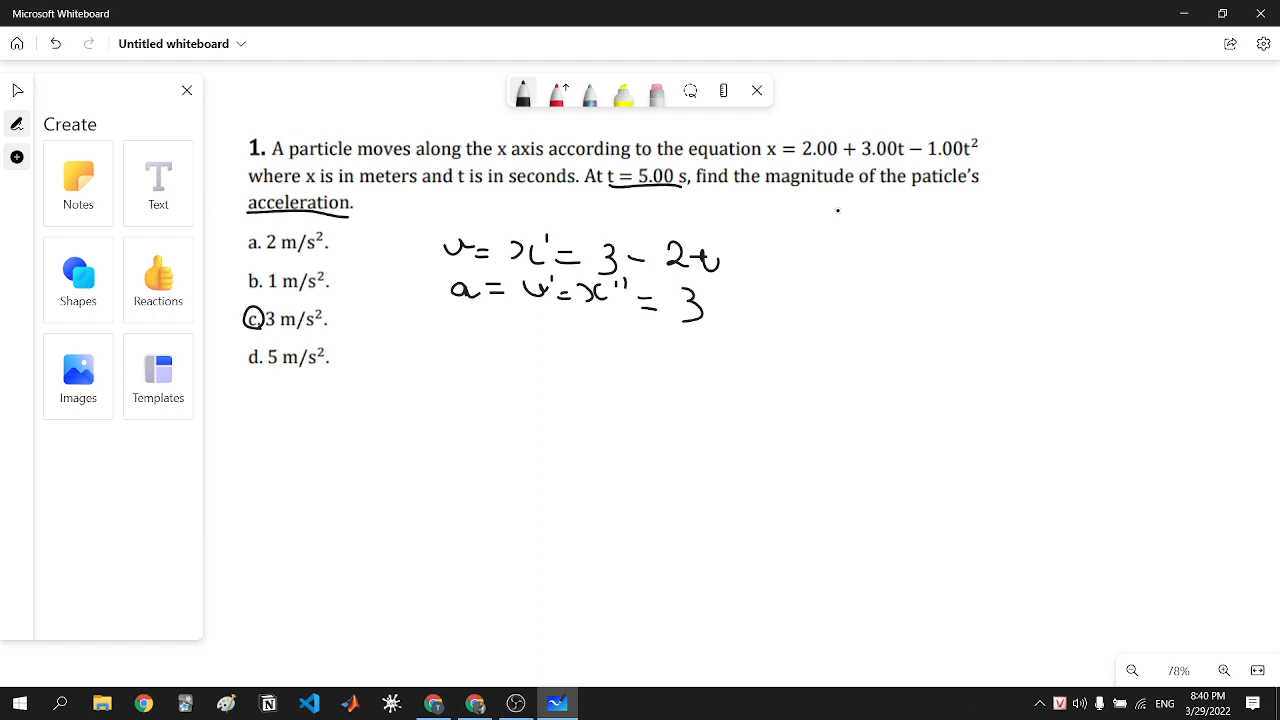 Microsoft Whiteboard
Untitled whiteboard
Create
Notes
Text
Shapes
Reactions
Images
Templates
1. A particle moves along the x axis according to the equation x = 2.00 + 3.00t − 1.00t²
where x is in meters and t is in seconds. At t = 5.00 s, find the magnitude of the paticle's
acceleration.
a. 2 m/s².
b. 1 m/s².
c. 3 m/s².
d. 5 m/s².
v = x' = 3 - 2t
a = v' = x'' = 3
78%
ENG
8:40 PM
3/29/2022